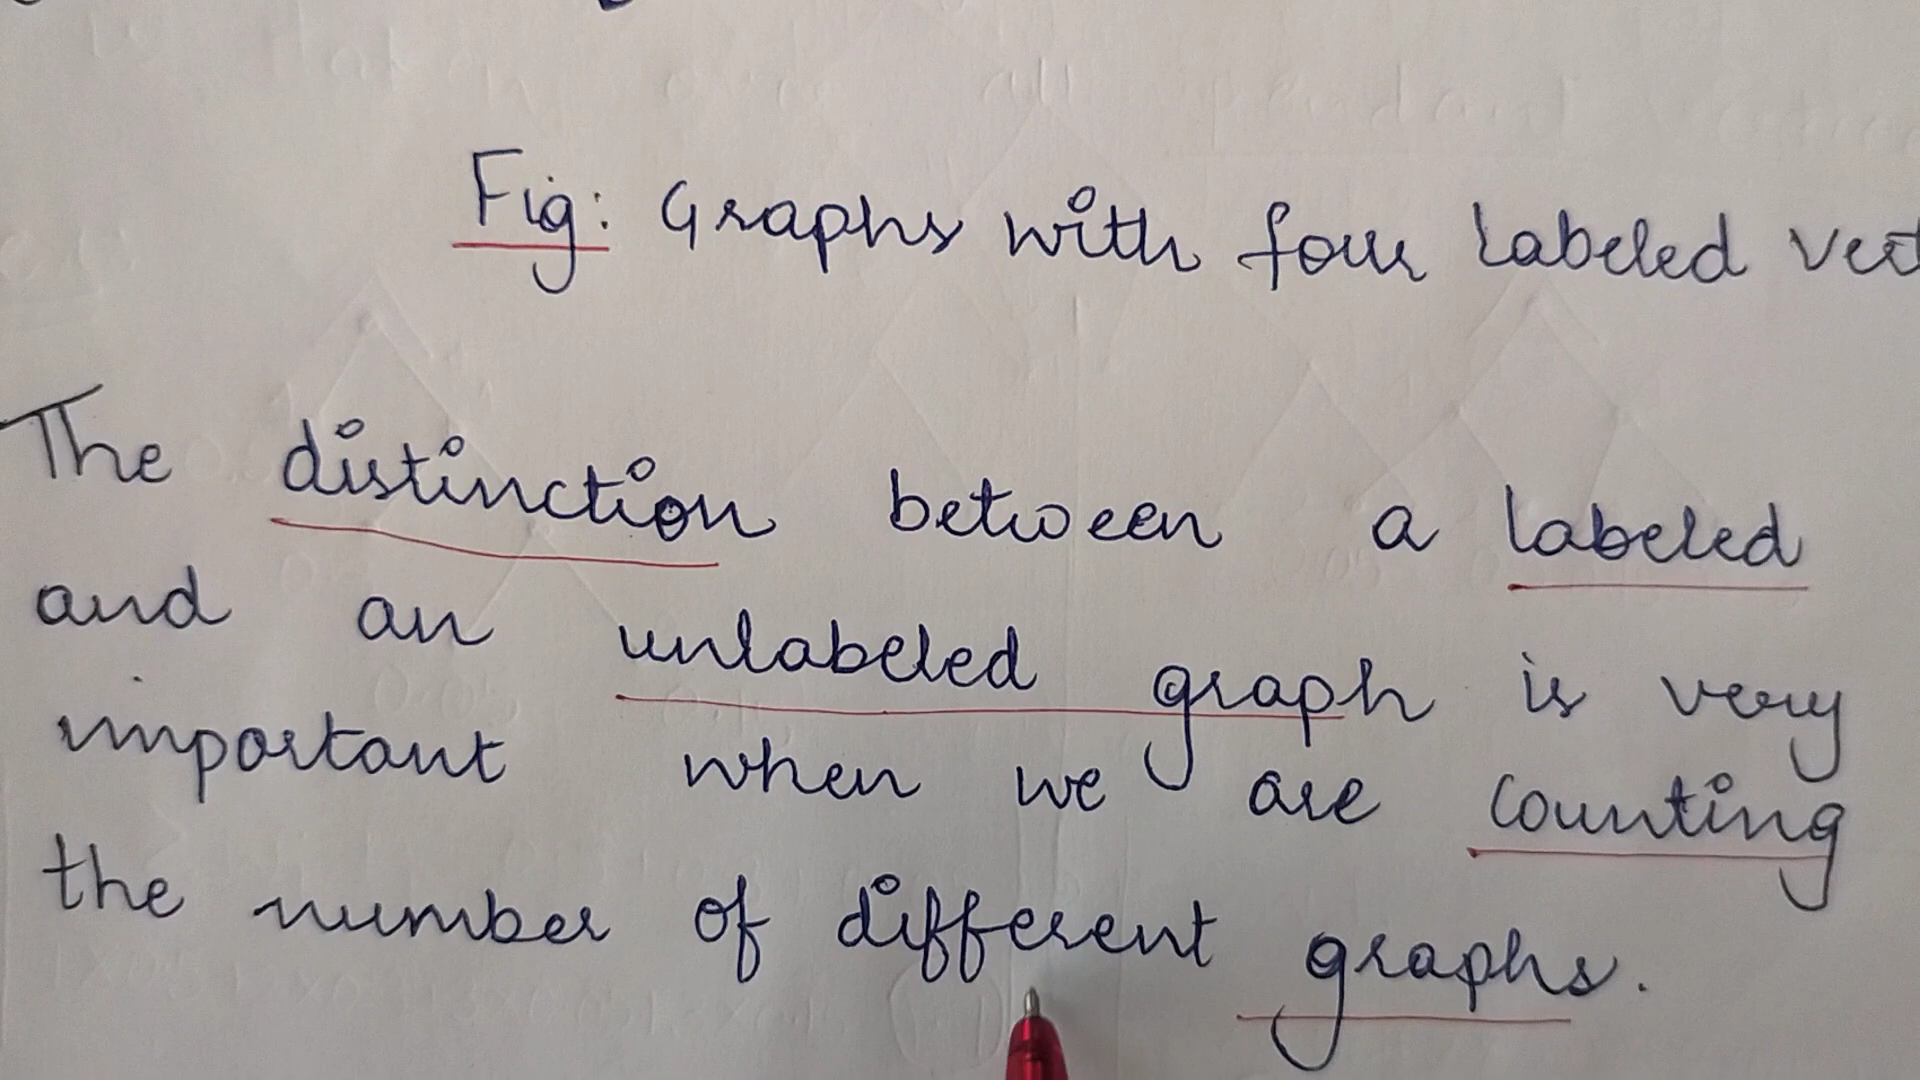 Fig: Graphs with four labeled vert
The distinction between a labeled
and an unlabeled graph is very
important when we are counting
the number of different graphs.